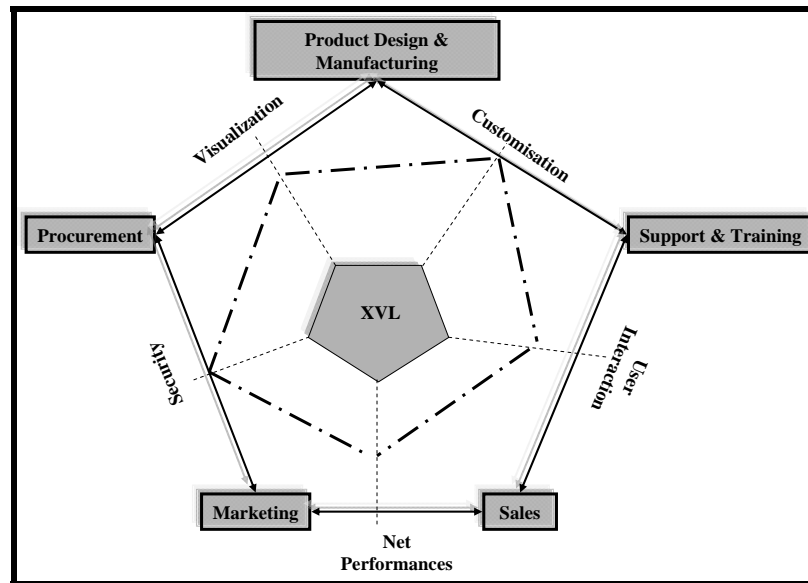 Product Design &
Manufacturing
Visualization
Customisation
Procurement
Support & Training
XVL
User
Interaction
Security
Marketing
Sales
Net
Performances